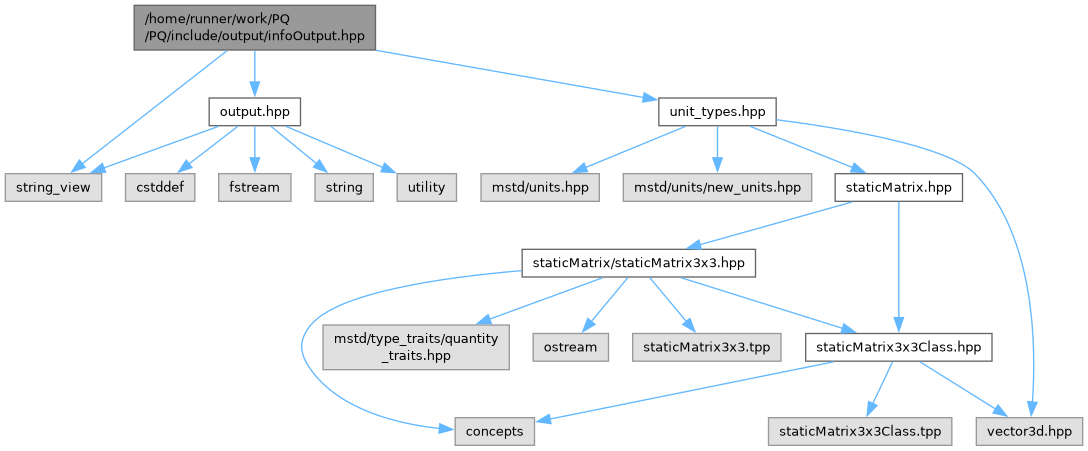 /home/runner/work/PQ
/PQ/include/output/infoOutput.hpp
output.hpp
unit_types.hpp
string_view
cstddef
fstream
string
utility
mstd/units.hpp
mstd/units/new_units.hpp
staticMatrix.hpp
staticMatrix/staticMatrix3x3.hpp
mstd/type_traits/quantity
_traits.hpp
ostream
staticMatrix3x3.tpp
staticMatrix3x3Class.hpp
concepts
staticMatrix3x3Class.tpp
vector3d.hpp